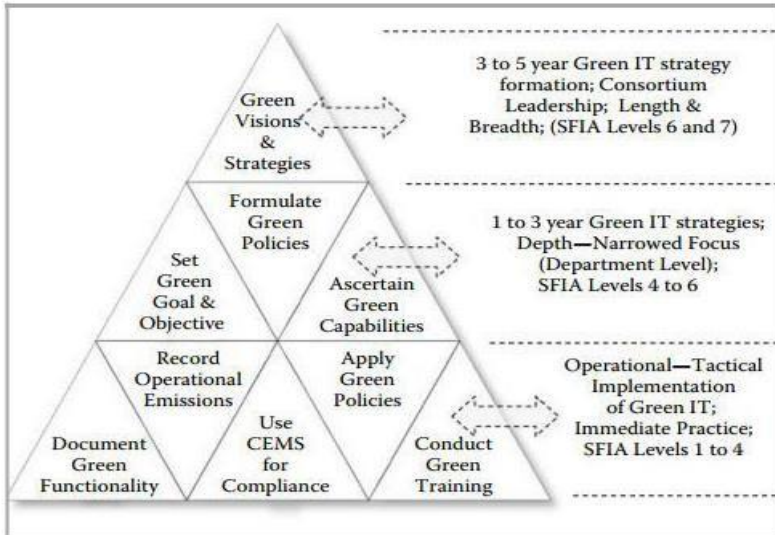 Green
Visions
&
Strategies
3 to 5 year Green IT strategy
formation; Consortium
Leadership; Length &
Breadth; (SFIA Levels 6 and 7)
Formulate
Green
Policies
Set
Green
Goal &
Objective
Ascertain
Green
Capabilities
1 to 3 year Green IT strategies;
Depth—Narrowed Focus
(Department Level);
SFIA Levels 4 to 6
Record
Operational
Emissions
Apply
Green
Policies
Document
Green
Functionality
Use
CEMS
for
Compliance
Conduct
Green
Training
Operational—Tactical
Implementation
of Green IT;
Immediate Practice;
SFIA Levels 1 to 4